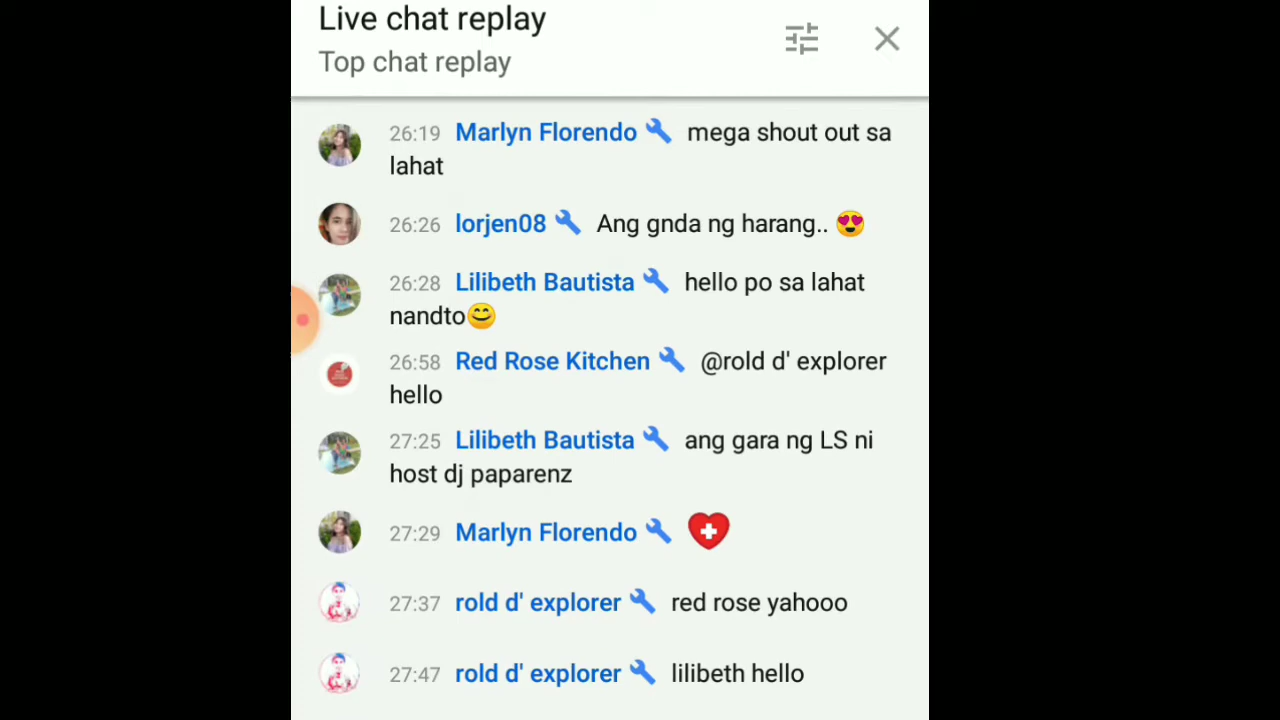 Live chat replay
Top chat replay
26:19 Marlyn Florendo mega shout out sa
lahat
26:26 lorjen08 Ang gnda ng harang.. 😍
26:28 Lilibeth Bautista hello po sa lahat
nandto😊
26:58 Red Rose Kitchen @rold d' explorer
hello
27:25 Lilibeth Bautista ang gara ng LS ni
host dj paparenz
27:29 Marlyn Florendo
27:37 rold d' explorer red rose yahooo
27:47 rold d' explorer lilibeth hello